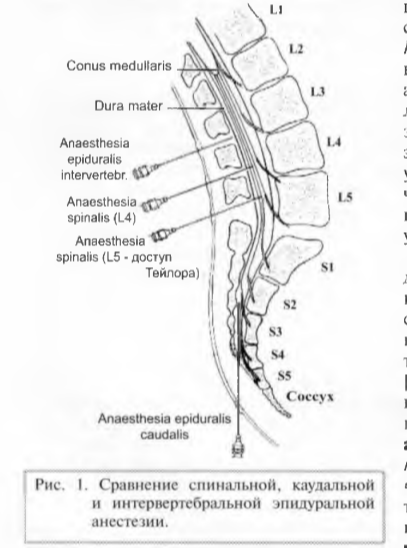 L1
L2
Conus medullaris
L3
Dura mater
L4
Anaesthesia
epiduralis
intervertebr.
L5
Anaesthesia
spinalis (L4)
Anaesthesia
spinalis (L5 - доступ
Тейлора)
S1
S2
S3
S4
S5
Coccyx
Anaesthesia epiduralis
caudalis
Рис. 1. Сравнение спинальной, каудальной
и интервертебральной эпидуральной
анестезии.